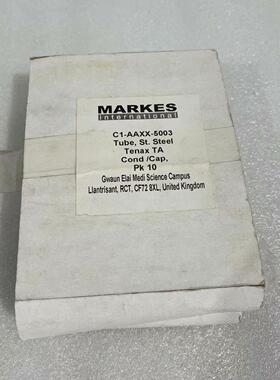 MARKES
international
C1-AAXX-5003
Tube, St. Steel
Tenax TA
Cond /Cap,
Pk 10
Gwaun Elai Medi Science Campus
Llantrisant, RCT, CF72 8XL, United Kingdom